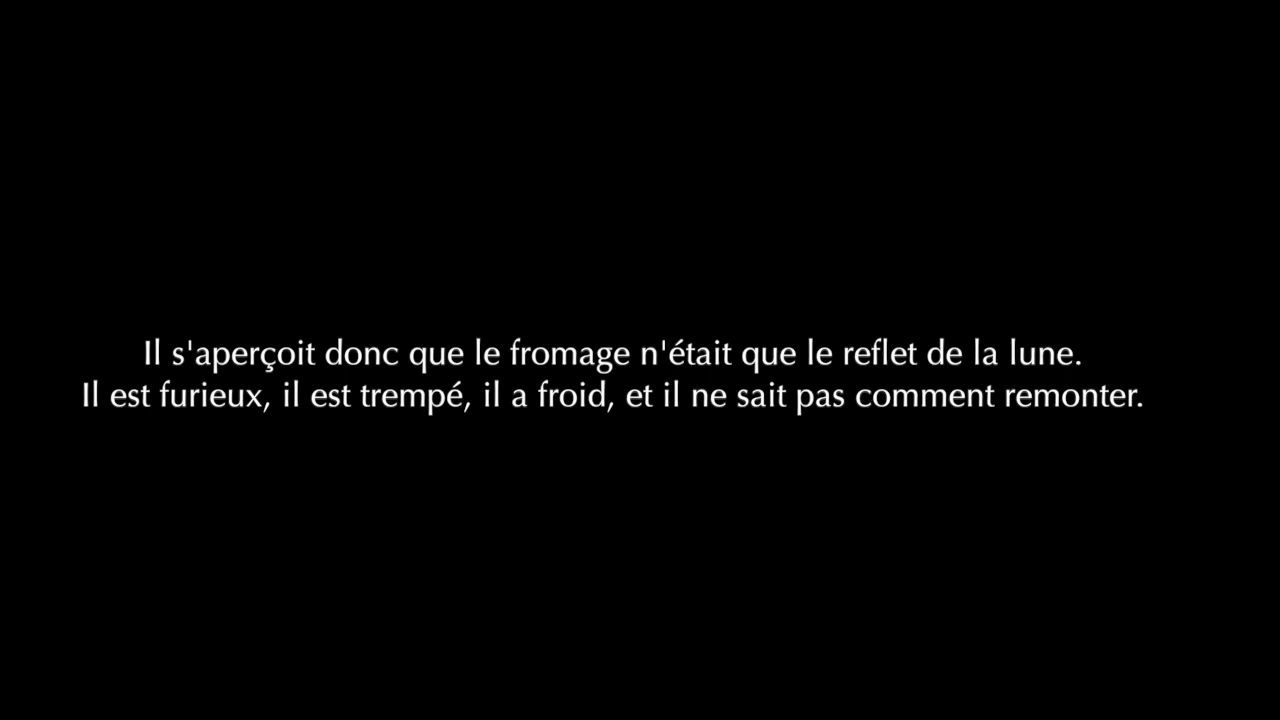 Il s'aperçoit donc que le fromage n'était que le reflet de la lune.
Il est furieux, il est trempé, il a froid, et il ne sait pas comment remonter.